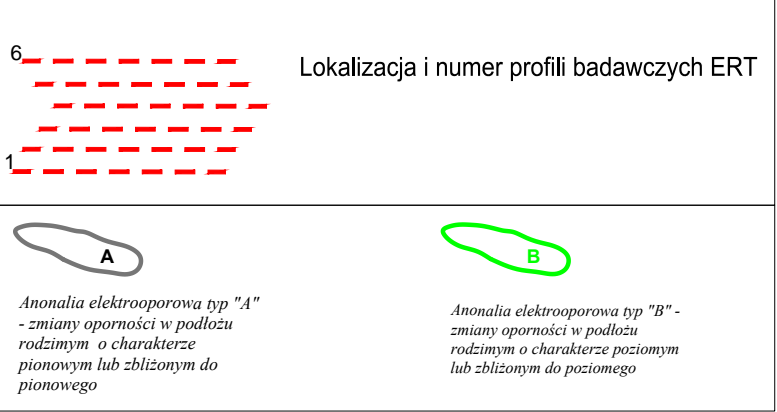 6
Lokalizacja i numer profili badawczych ERT
1
A
Anonalia elektrooporowa typ "A"
- zmiany oporności w podłożu
rodzimym o charakterze
pionowym lub zbliżonym do
pionowego
B
Anonalia elektrooporowa typ "B" -
zmiany oporności w podłożu
rodzimym o charakterze poziomym
lub zbliżonym do poziomego